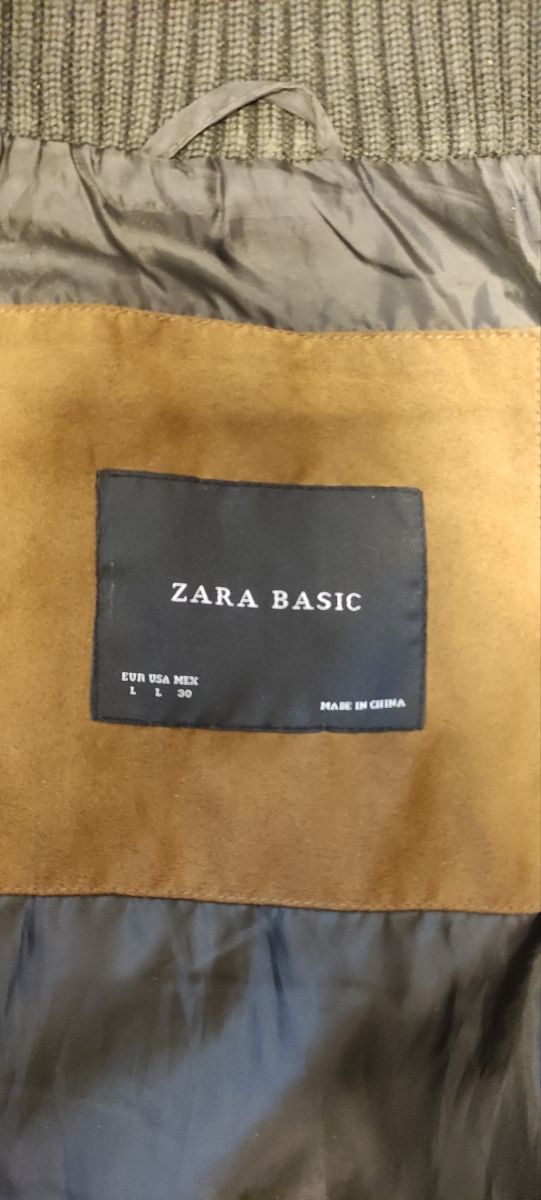 ZARA BASIC
EUR USA MEX
L L 30
MADE IN CHINA